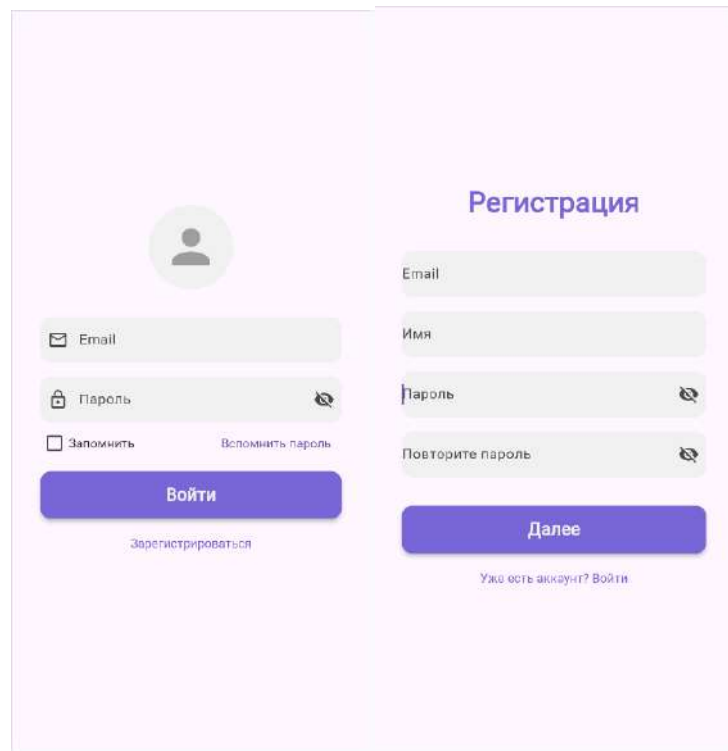 Email
Пароль
Запомнить
Вспомнить пароль
Войти
Зарегистрироваться
Регистрация
Email
Имя
Пароль
Повторите пароль
Далее
Уже есть аккаунт? Войти